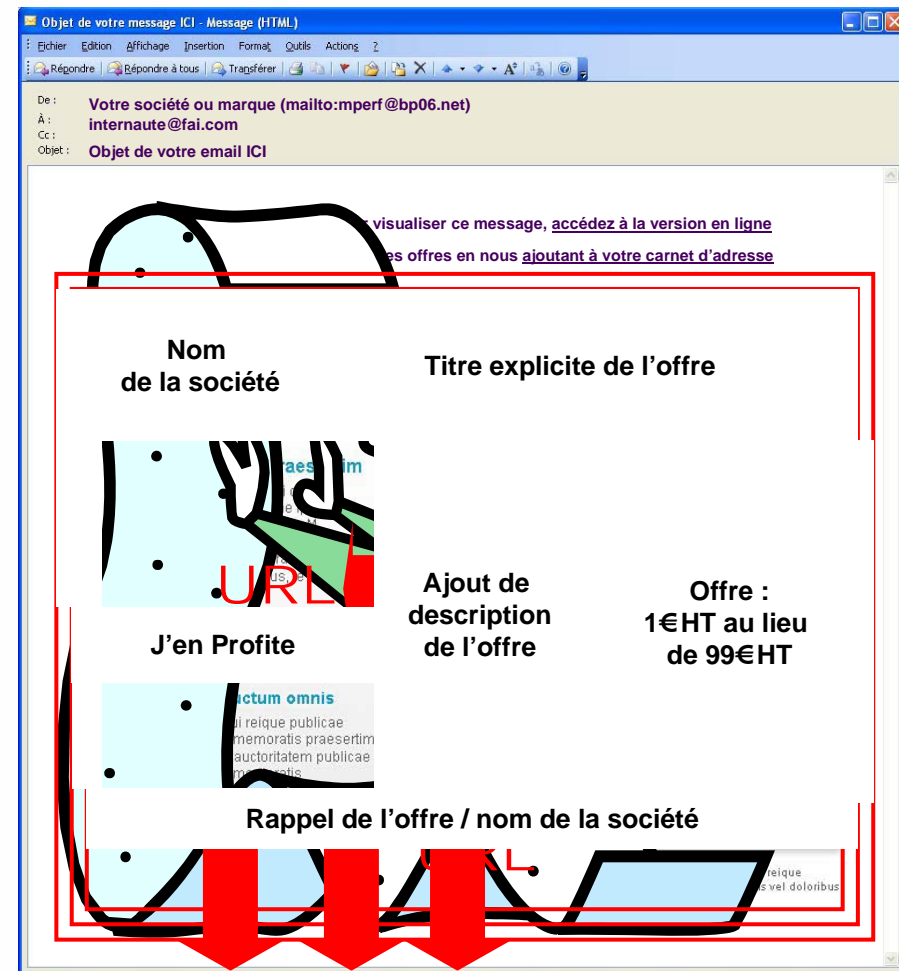 Objet de votre message ICI - Message (HTML)
Fichier Edition Affichage Insertion Format Outils Actions ?
Répondre Répondre à tous Transférer
De : Votre société ou marque (mailto:mperf@bp06.net)
À : internaute@fai.com
Cc :
Objet : Objet de votre email ICI
visualiser ce message, accédez à la version en ligne
offres en nous ajoutant à votre carnet d'adresse
Nom
de la société
Titre explicite de l'offre
URL
Ajout de
description
de l'offre
Offre :
1€HT au lieu
de 99€HT
J'en Profite
omnis
reique publicae
praesertim
auctoritatem publicae
Rappel de l'offre / nom de la société
URL
reique
vel doloribus